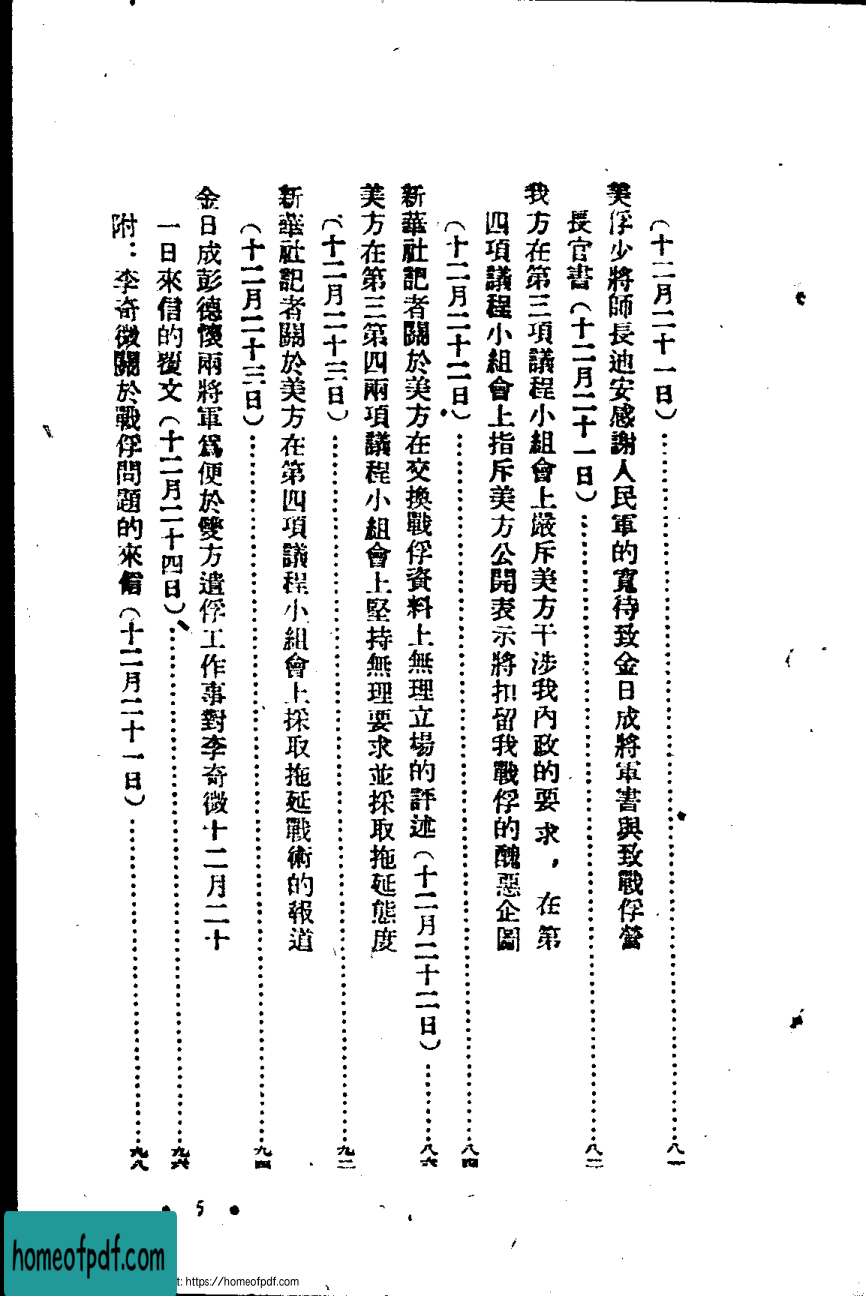 （十二月二十一日）…………八一
美俘少將師長迪安感謝人民軍的寬待致金日成將軍書與致戰俘營
長官書（十二月二十一日）…………八二
我方在第三項議程小組會上嚴斥美方干涉我內政的要求，在第
四項議程小組會上指斥美方公開表示將扣留我戰俘的醜惡企圖
（十二月二十二日）…………八四
新華社記者關於美方在交換戰俘資料上無理立場的評述（十二月二十二日）…………八六
美方在第三第四兩項議程小組會上堅持無理要求並採取拖延態度
（十二月二十三日）…………九二
新華社記者關於美方在第四項議程小組會上採取拖延戰術的報道
（十二月二十三日）…………九四
金日成彭德懷兩將軍爲便於雙方遣俘工作事對李奇微十二月二十
一日來信的覆文（十二月二十四日）…………九六
附：李奇微關於戰俘問題的來信（十二月二十一日）…………九八
• 5 •
homeofpdf.com
t: https://homeofpdf.com